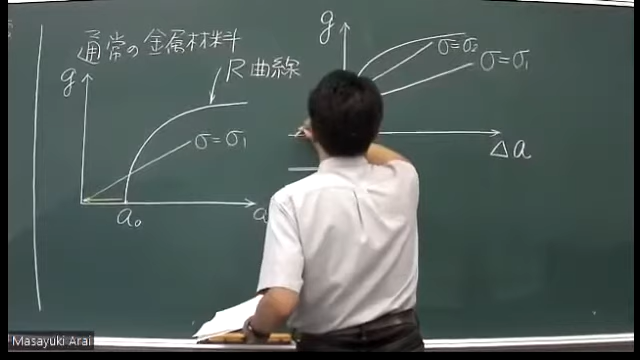 通常の金属材料
g
R曲線
σ=σ₁
a₀
a
g
σ=σ₂
σ=σ₁
Δa
Masayuki Arai